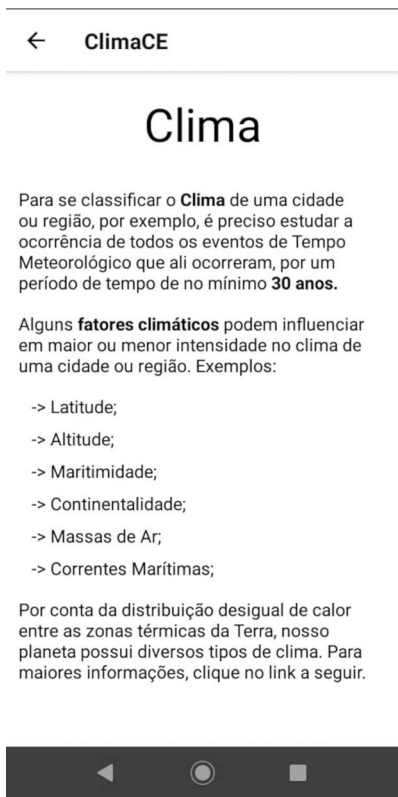 ClimaCE
Clima
Para se classificar o Clima de uma cidade
ou região, por exemplo, é preciso estudar a
ocorrência de todos os eventos de Tempo
Meteorológico que ali ocorreram, por um
período de tempo de no mínimo 30 anos.
Alguns fatores climáticos podem influenciar
em maior ou menor intensidade no clima de
uma cidade ou região. Exemplos:
-> Latitude;
-> Altitude;
-> Maritimidade;
-> Continentalidade;
-> Massas de Ar;
-> Correntes Marítimas;
Por conta da distribuição desigual de calor
entre as zonas térmicas da Terra, nosso
planeta possui diversos tipos de clima. Para
maiores informações, clique no link a seguir.